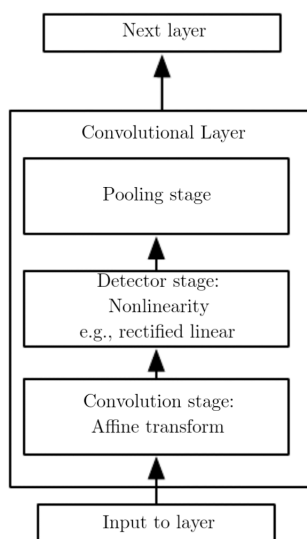 Next layer
Convolutional Layer
Pooling stage
Detector stage:
Nonlinearity
e.g., rectified linear
Convolution stage:
Affine transform
Input to layer